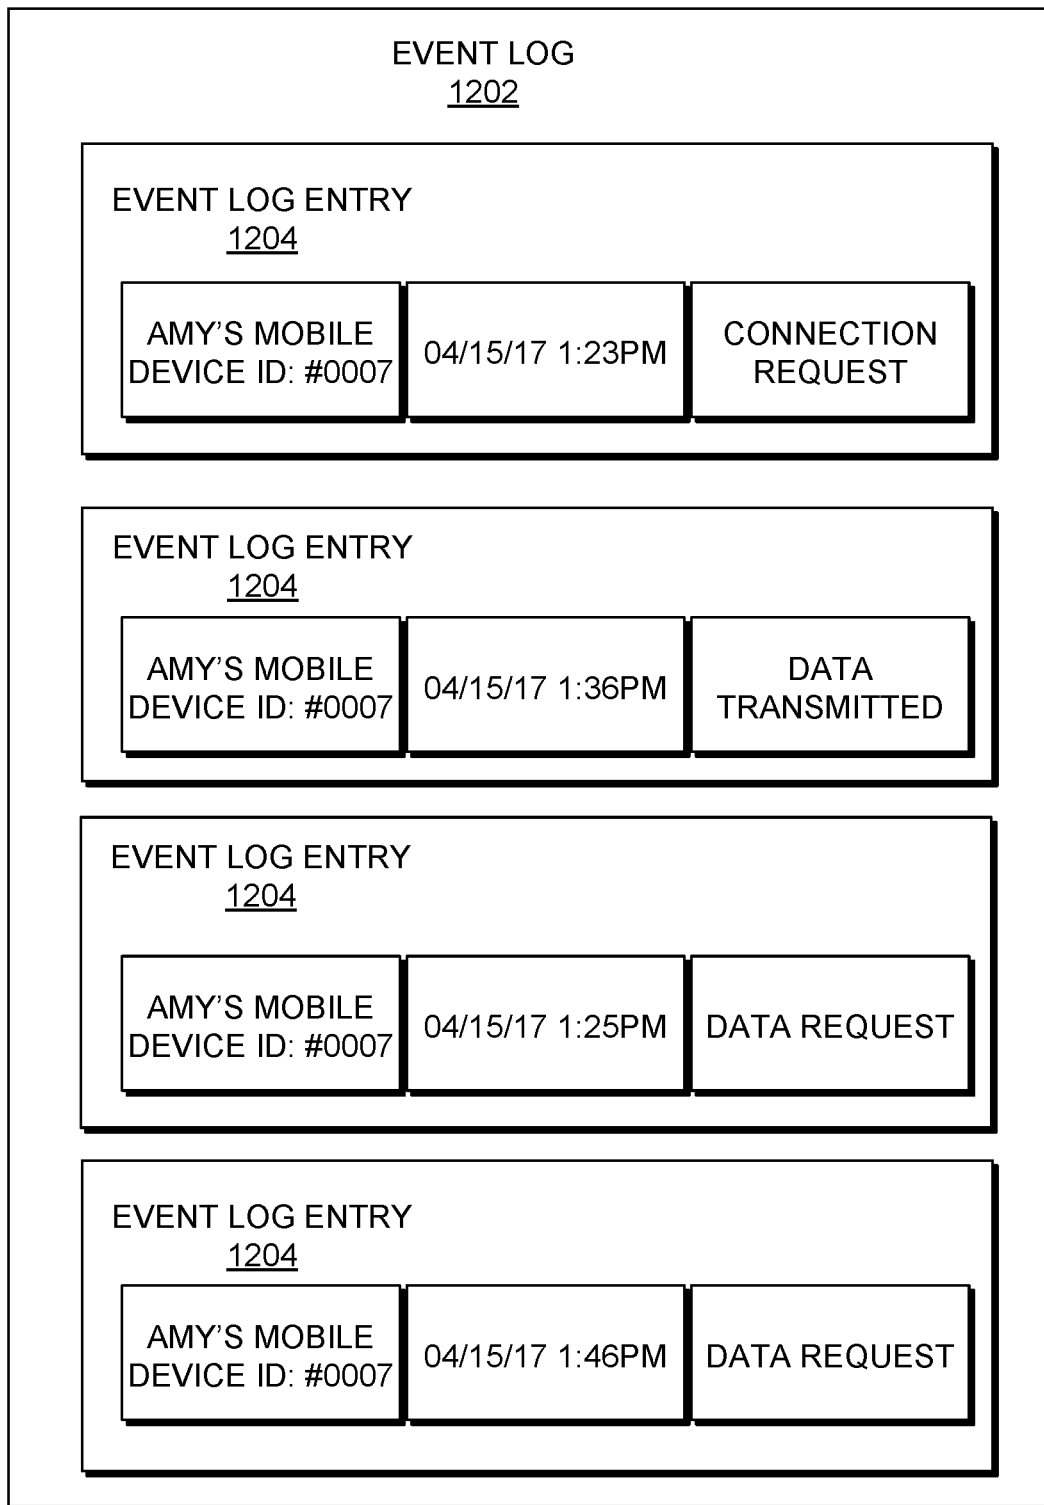 EVENT LOG
1202
EVENT LOG ENTRY
1204
AMY'S MOBILE
DEVICE ID: #0007
04/15/17 1:23PM
CONNECTION
REQUEST
EVENT LOG ENTRY
1204
AMY'S MOBILE
DEVICE ID: #0007
04/15/17 1:36PM
DATA
TRANSMITTED
EVENT LOG ENTRY
1204
AMY'S MOBILE
DEVICE ID: #0007
04/15/17 1:25PM
DATA REQUEST
EVENT LOG ENTRY
1204
AMY'S MOBILE
DEVICE ID: #0007
04/15/17 1:46PM
DATA REQUEST